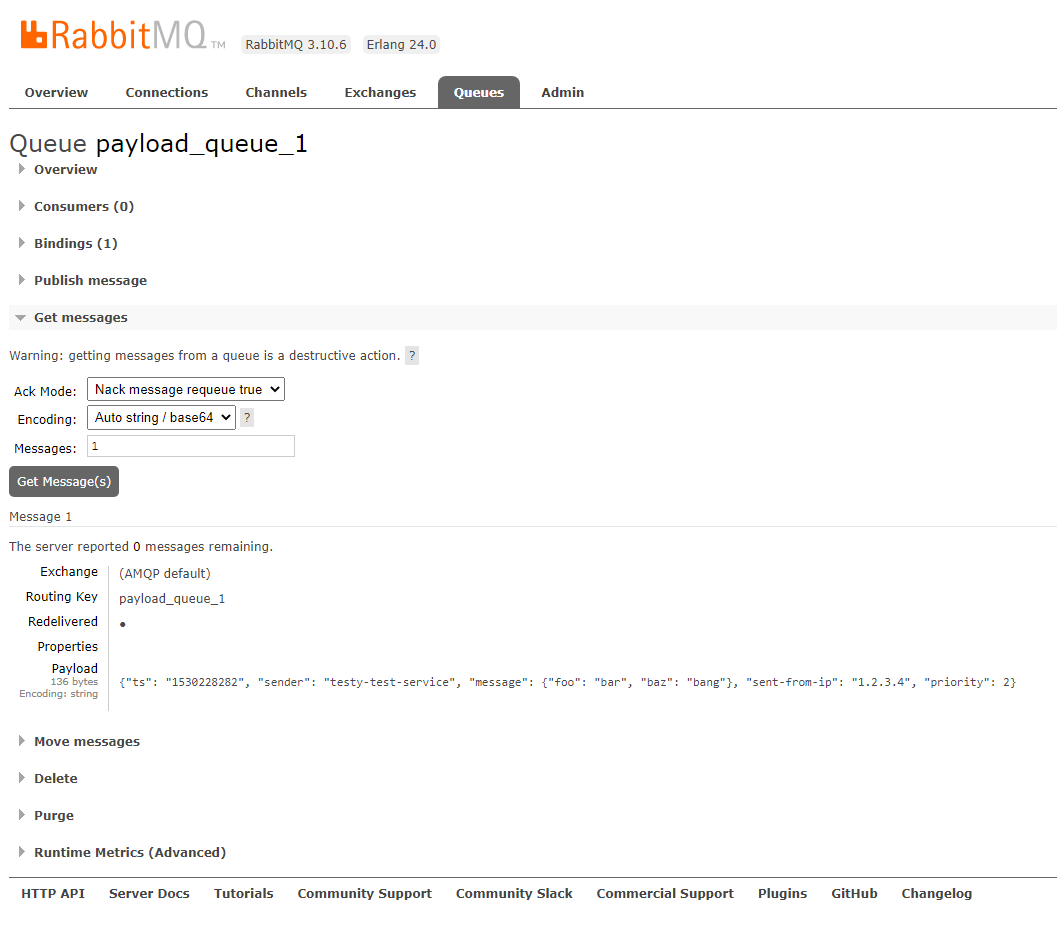 RabbitMQ TM RabbitMQ 3.10.6 Erlang 24.0
Overview Connections Channels Exchanges Queues Admin
Queue payload_queue_1
Overview
Consumers (0)
Bindings (1)
Publish message
Get messages
Warning: getting messages from a queue is a destructive action. ?
Ack Mode: Nack message requeue true
Encoding: Auto string / base64 ?
Messages: 1
Get Message(s)
Message 1
The server reported 0 messages remaining.
Exchange (AMQP default)
Routing Key payload_queue_1
Redelivered ●
Properties
Payload
136 bytes
Encoding: string
{"ts": "1530228282", "sender": "testy-test-service", "message": {"foo": "bar", "baz": "bang"}, "sent-from-ip": "1.2.3.4", "priority": 2}
Move messages
Delete
Purge
Runtime Metrics (Advanced)
HTTP API Server Docs Tutorials Community Support Community Slack Commercial Support Plugins GitHub Changelog